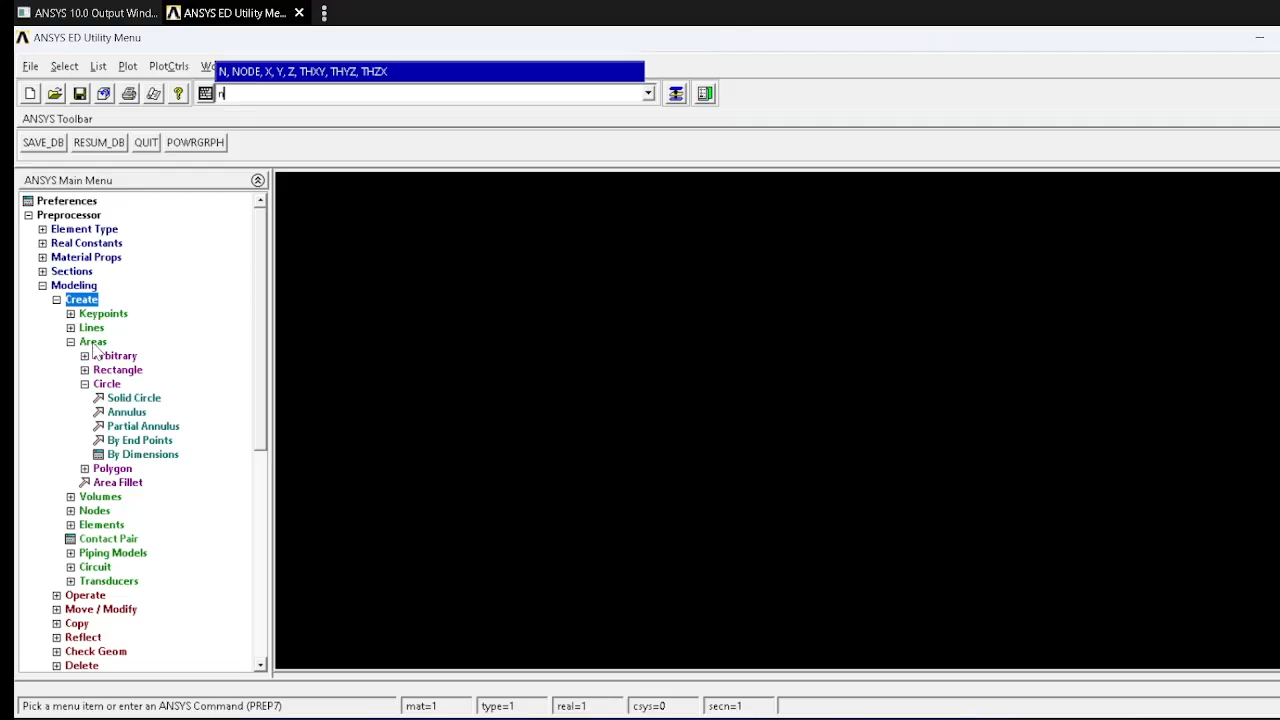 ANSYS 10.0 Output Wind... ANSYS ED Utility Me...
ANSYS ED Utility Menu
File Select List Plot PlotCtrls
N, NODE, X, Y, Z, THXY, THYZ, THZX
n
ANSYS Toolbar
SAVE_DB RESUM_DB QUIT POWRGRPH
ANSYS Main Menu
Preferences
Preprocessor
Element Type
Real Constants
Material Props
Sections
Modeling
Create
Keypoints
Lines
Areas
Arbitrary
Rectangle
Circle
Solid Circle
Annulus
Partial Annulus
By End Points
By Dimensions
Polygon
Area Fillet
Volumes
Nodes
Elements
Contact Pair
Piping Models
Circuit
Transducers
Operate
Move / Modify
Copy
Reflect
Check Geom
Delete
Pick a menu item or enter an ANSYS Command (PREP7) mat=1 type=1 real=1 csys=0 secn=1